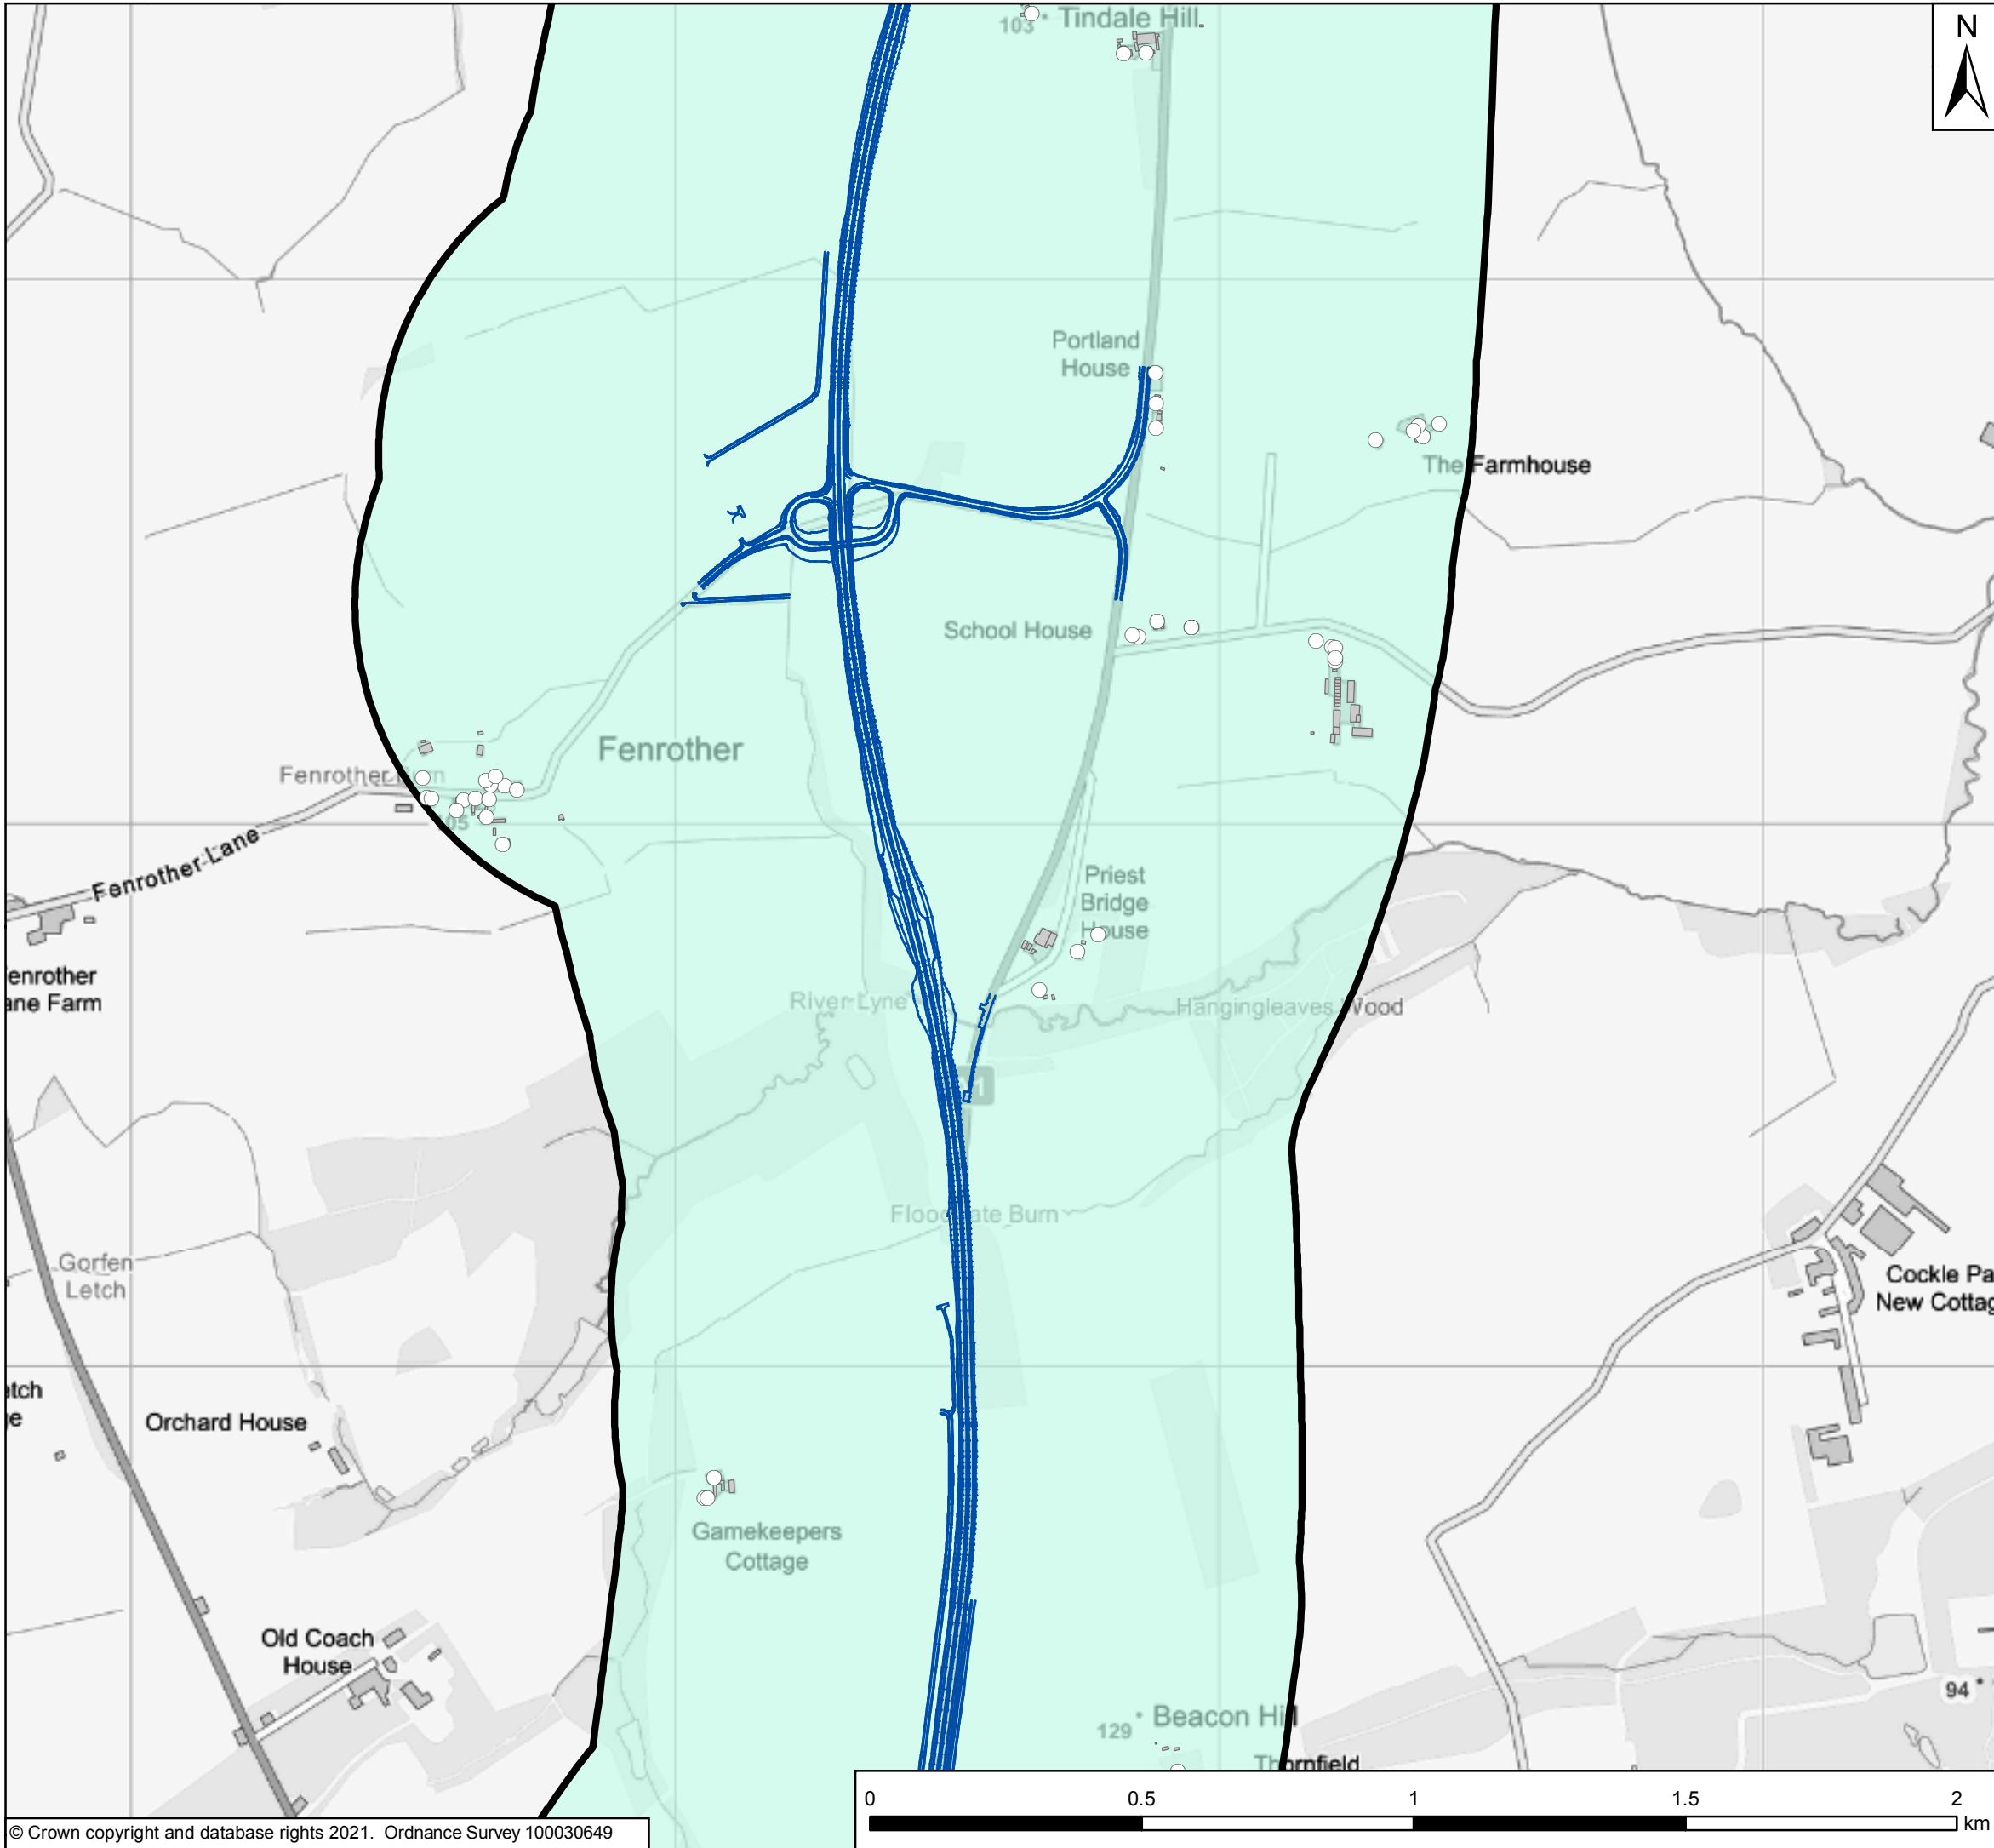 N
103 Tindale Hill
Portland
House
The Farmhouse
School House
Fenrother
Fenrother
105
Fenrother Lane
Priest
Bridge
House
enrother
ane Farm
River Lyne
Hangingleaves Wood
Burn
Gorfen
Letch
Cockle Pa
New Cottag
etch
e
Orchard House
Gamekeepers
Cottage
Old Coach
House
94
129 Beacon Hill
Thornfield
0 0.5 1 1.5 2
km
© Crown copyright and database rights 2021. Ordnance Survey 100030649